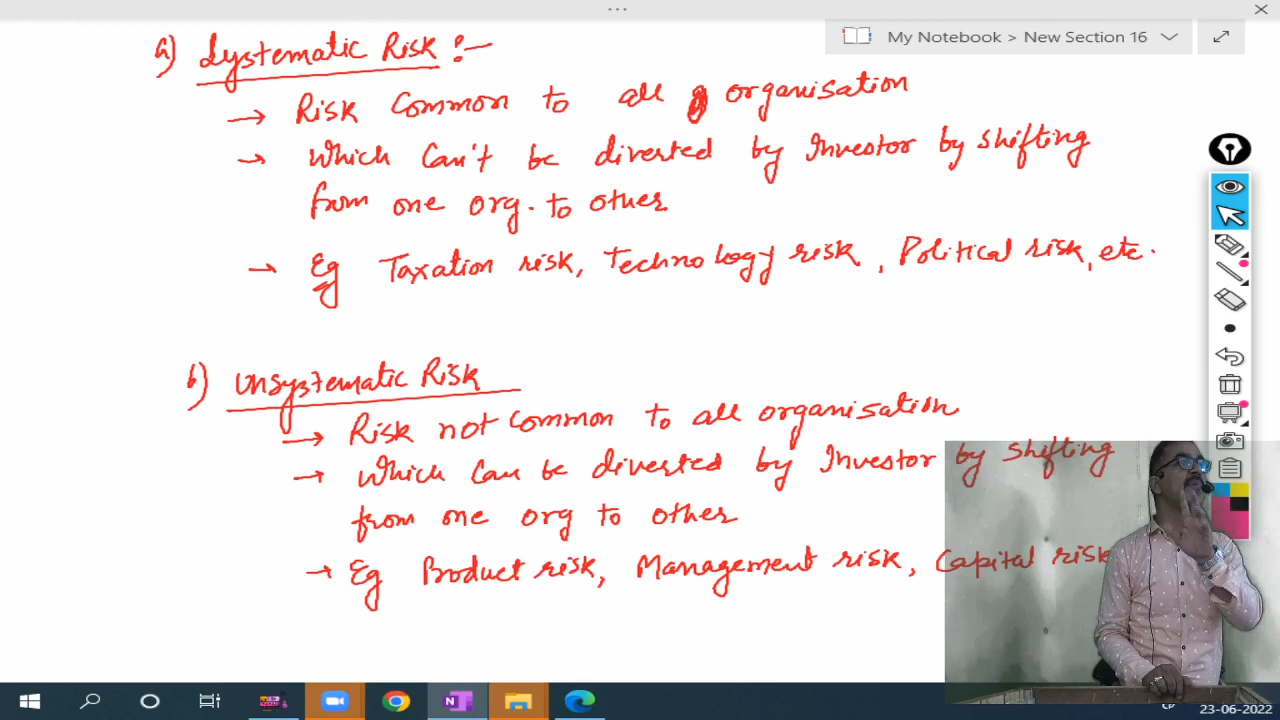 My Notebook > New Section 16
a) Systematic Risk :-
→ Risk common to all organisation
→ which can't be diverted by Investor by shifting
from one org. to other
→ Eg Taxation risk, Technology risk, Political risk, etc.
b) Unsystematic Risk
→ Risk not common to all organisation
→ which can be diverted by Investor by shifting
from one org to other
→ Eg Product risk, Management risk, Capital risk
23-06-2022